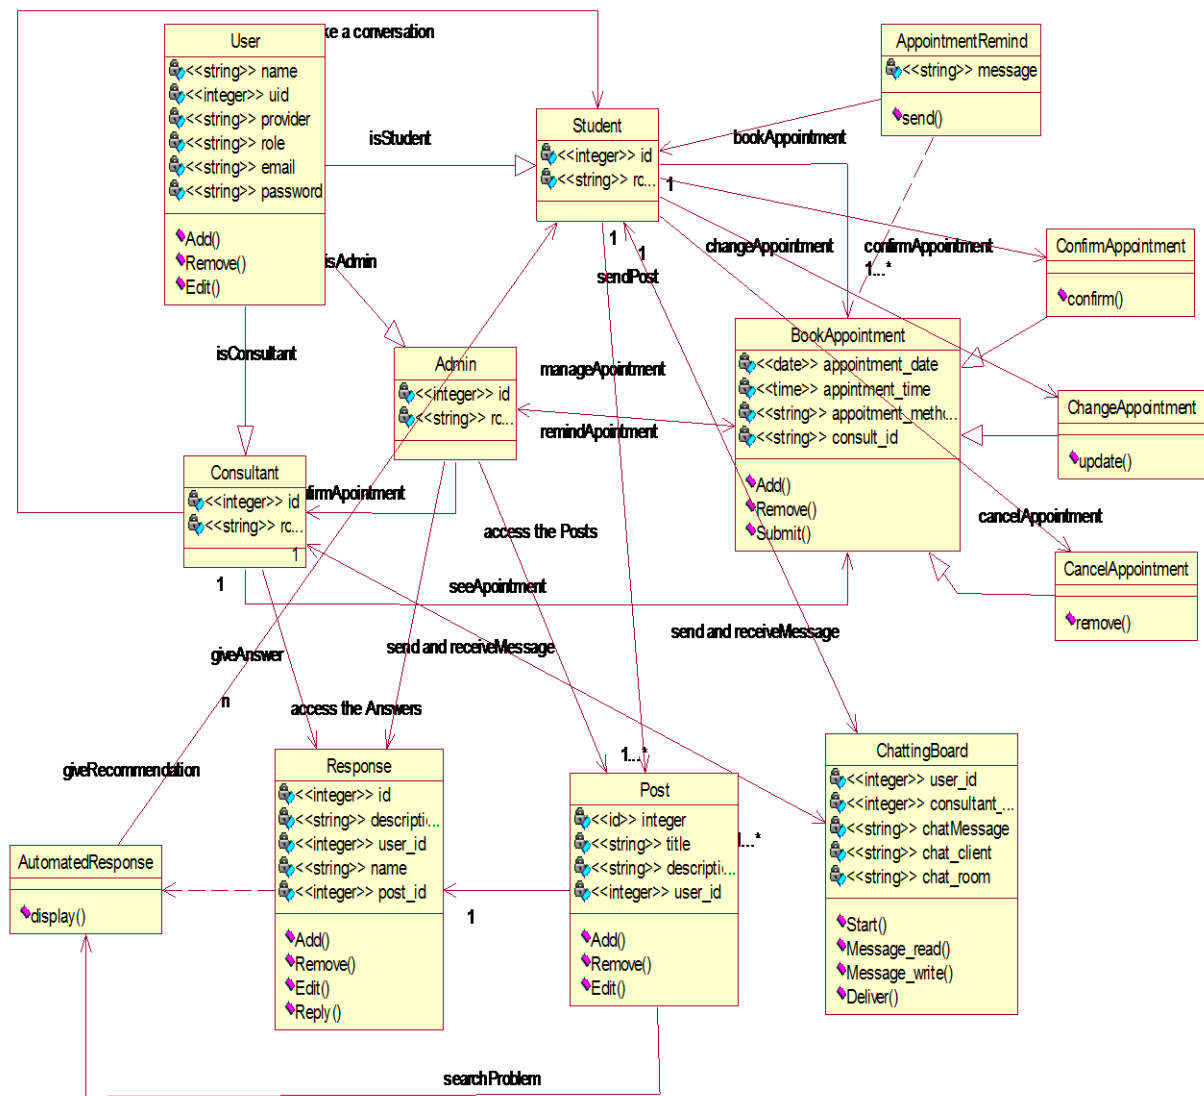 ke a conversation
User
<<string>> name
<<integer>> uid
<<string>> provider
<<string>> role
<<string>> email
<<string>> password
Add()
Remove()
Edit()
AppointmentRemind
<<string>> message
send()
isStudent
Student
<<integer>> id
<<string>> rc...
bookAppointment
1
1
1
sendPost
changeAppointment
confirmAppointment
1...*
ConfirmAppointment
confirm()
isAdmin
isConsultant
Admin
<<integer>> id
<<string>> rc...
manageApointment
remindApointment
BookAppointment
<<date>> appointment_date
<<time>> appintment_time
<<string>> appoitment_metho...
<<string>> consult_id
Add()
Remove()
Submit()
ChangeAppointment
update()
Consultant
<<integer>> id
<<string>> rc...
1
1
firmApointment
access the Posts
seeApointment
cancelAppointment
CancelAppointment
remove()
giveAnswer
send and receiveMessage
send and receiveMessage
n
access the Answers
giveRecommendation
1...*
Response
<<integer>> id
<<string>> descriptic...
<<integer>> user_id
<<string>> name
<<integer>> post_id
Add()
Remove()
Edit()
Reply()
Post
<<id>> integer
<<string>> title
<<string>> descriptic...
<<integer>> user_id
Add()
Remove()
Edit()
1...*
ChattingBoard
<<integer>> user_id
<<integer>> consultant_...
<<string>> chatMessage
<<string>> chat_client
<<string>> chat_room
Start()
Message_read()
Message_write()
Deliver()
AutomatedResponse
display()
1
searchProblem